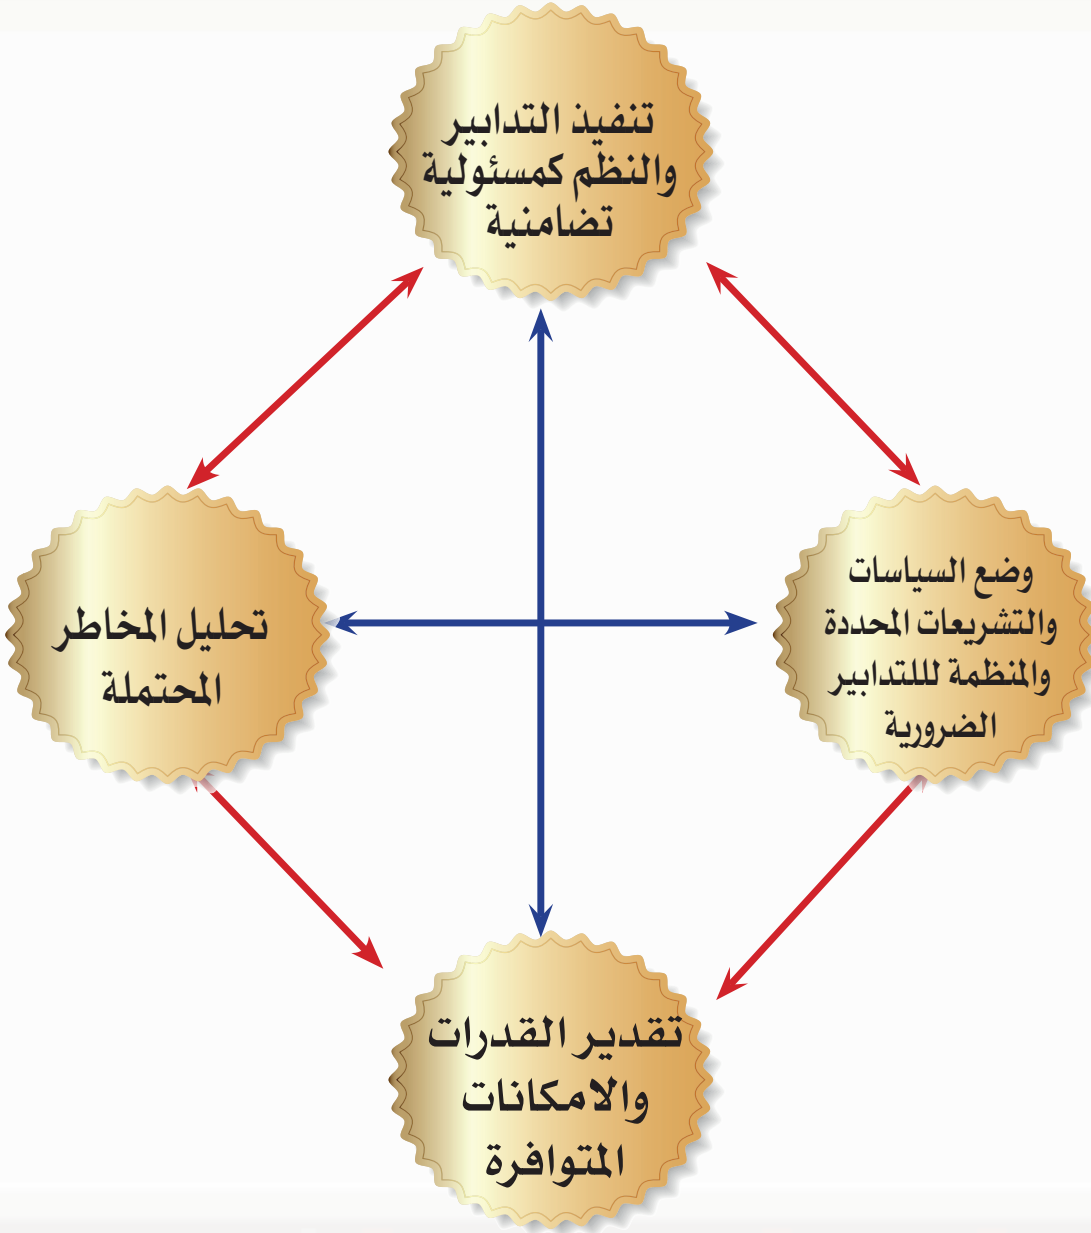 تنفيذ التدابير
والنظم كمسئولية
تضامنية
وضع السياسات
والتشريعات المحددة
والمنظمة لللتدابير
الضرورية
تحليل المخاطر
المحتملة
تقدير القدرات
والامكانات
المتوافرة